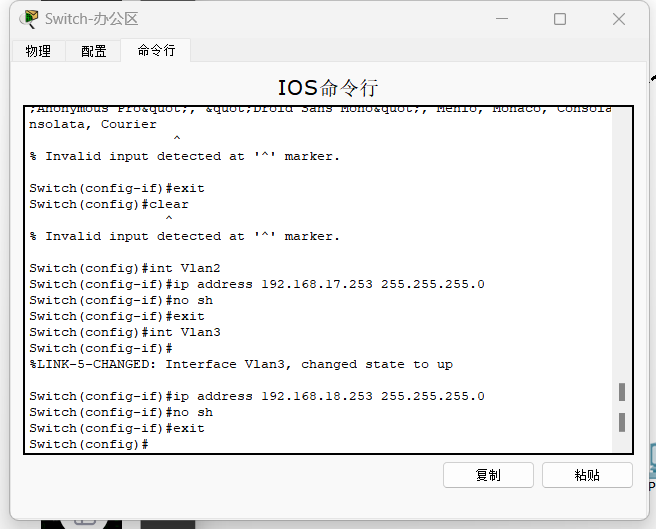 Switch-办公区
物理 配置 命令行
IOS命令行
;Anonymous Pro&quot;, &quot;Droid Sans Mono&quot;, Menlo, Monaco, Consola
nsolata, Courier
^
% Invalid input detected at '^' marker.
Switch(config-if)#exit
Switch(config)#clear
^
% Invalid input detected at '^' marker.
Switch(config)#int Vlan2
Switch(config-if)#ip address 192.168.17.253 255.255.255.0
Switch(config-if)#no sh
Switch(config-if)#exit
Switch(config)#int Vlan3
Switch(config-if)#
%LINK-5-CHANGED: Interface Vlan3, changed state to up
Switch(config-if)#ip address 192.168.18.253 255.255.255.0
Switch(config-if)#no sh
Switch(config-if)#exit
Switch(config)#
复制 粘贴
P